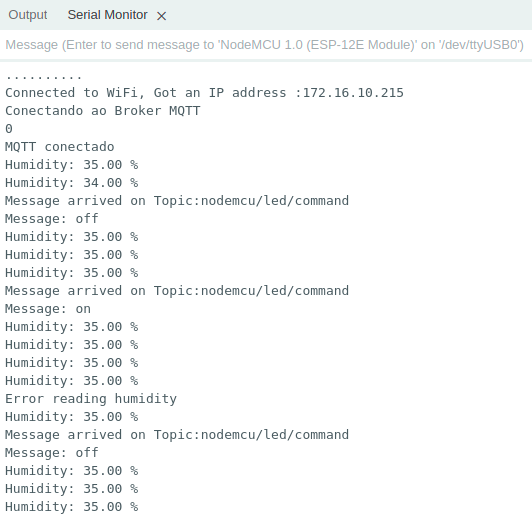 Output Serial Monitor
Message (Enter to send message to 'NodeMCU 1.0 (ESP-12E Module)' on '/dev/ttyUSB0')
..........
Connected to WiFi, Got an IP address :172.16.10.215
Conectando ao Broker MQTT
0
MQTT conectado
Humidity: 35.00 %
Humidity: 34.00 %
Message arrived on Topic:nodemcu/led/command
Message: off
Humidity: 35.00 %
Humidity: 35.00 %
Humidity: 35.00 %
Message arrived on Topic:nodemcu/led/command
Message: on
Humidity: 35.00 %
Humidity: 35.00 %
Humidity: 35.00 %
Humidity: 35.00 %
Error reading humidity
Humidity: 35.00 %
Message arrived on Topic:nodemcu/led/command
Message: off
Humidity: 35.00 %
Humidity: 35.00 %
Humidity: 35.00 %